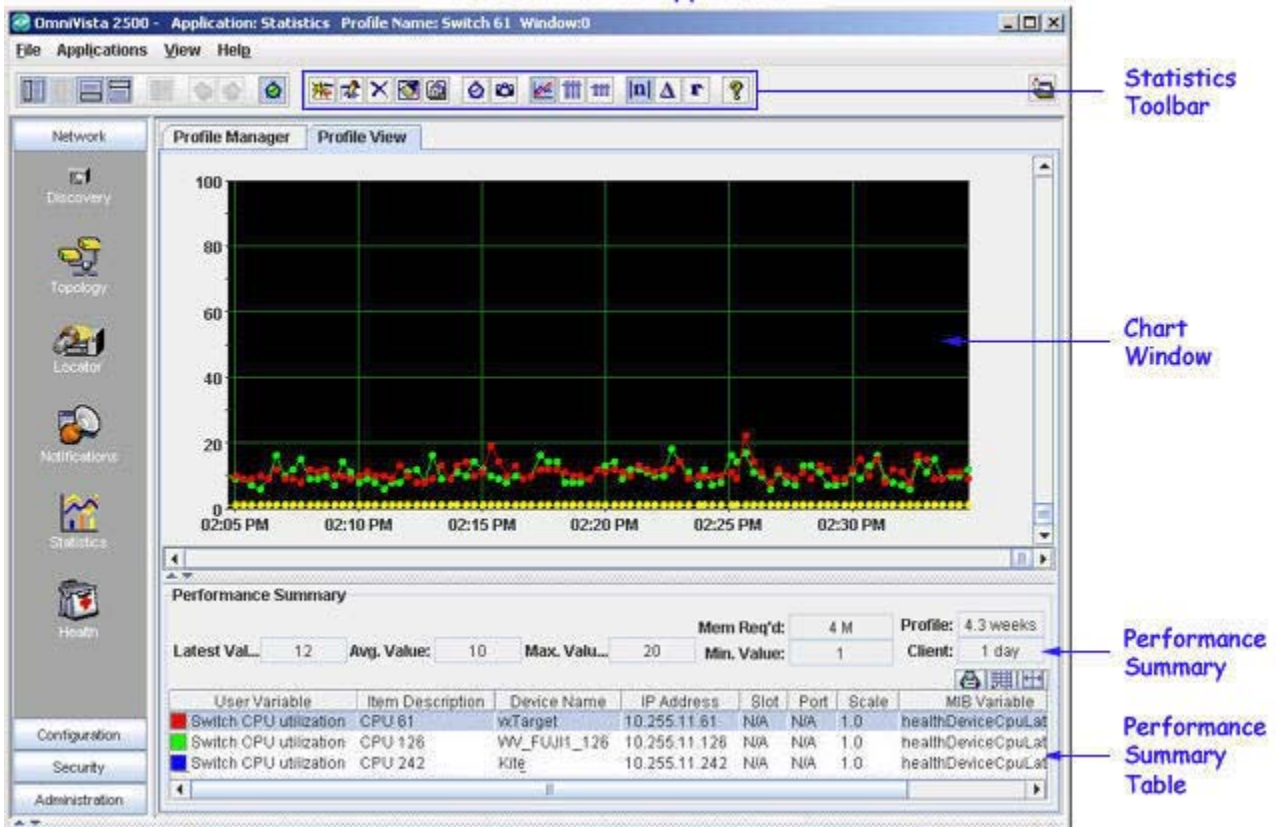 OmniVista 2500 - Application: Statistics Profile Name: Switch 61 Window:0
File Applications View Help
Statistics
Toolbar
Network
Profile Manager Profile View
Discovery
Topology
Locator
Notifications
Statistics
Health
Configuration
Security
Administration
100
80
60
40
20
0
02:05 PM 02:10 PM 02:15 PM 02:20 PM 02:25 PM 02:30 PM
Chart
Window
Performance Summary
Mem Req'd: 4 M Profile: 4.3 weeks
Latest Val... 12 Avg. Value: 10 Max. Valu... 20 Min. Value: 1 Client: 1 day
Performance
Summary
User Variable Item Description Device Name IP Address Slot Port Scale MIB Variable
Switch CPU utilization CPU 61 vxTarget 10.255.11.61 N/A N/A 1.0 healthDeviceCpuLat
Switch CPU utilization CPU 126 WV_FUJI1_126 10.255.11.126 N/A N/A 1.0 healthDeviceCpuLat
Switch CPU utilization CPU 242 Kite 10.255.11.242 N/A N/A 1.0 healthDeviceCpuLat
Performance
Summary
Table